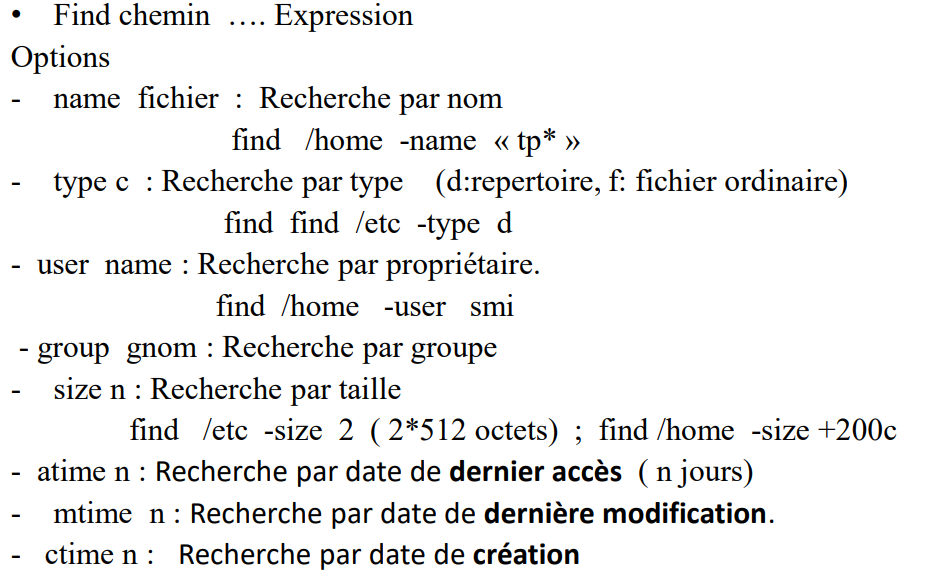 • Find chemin …. Expression
Options
- name fichier : Recherche par nom
find /home -name « tp* »
- type c : Recherche par type (d:repertoire, f: fichier ordinaire)
find find /etc -type d
- user name : Recherche par propriétaire.
find /home -user smi
- group gnom : Recherche par groupe
- size n : Recherche par taille
find /etc -size 2 ( 2*512 octets) ; find /home -size +200c
- atime n : Recherche par date de dernier accès ( n jours)
- mtime n : Recherche par date de dernière modification.
- ctime n : Recherche par date de création